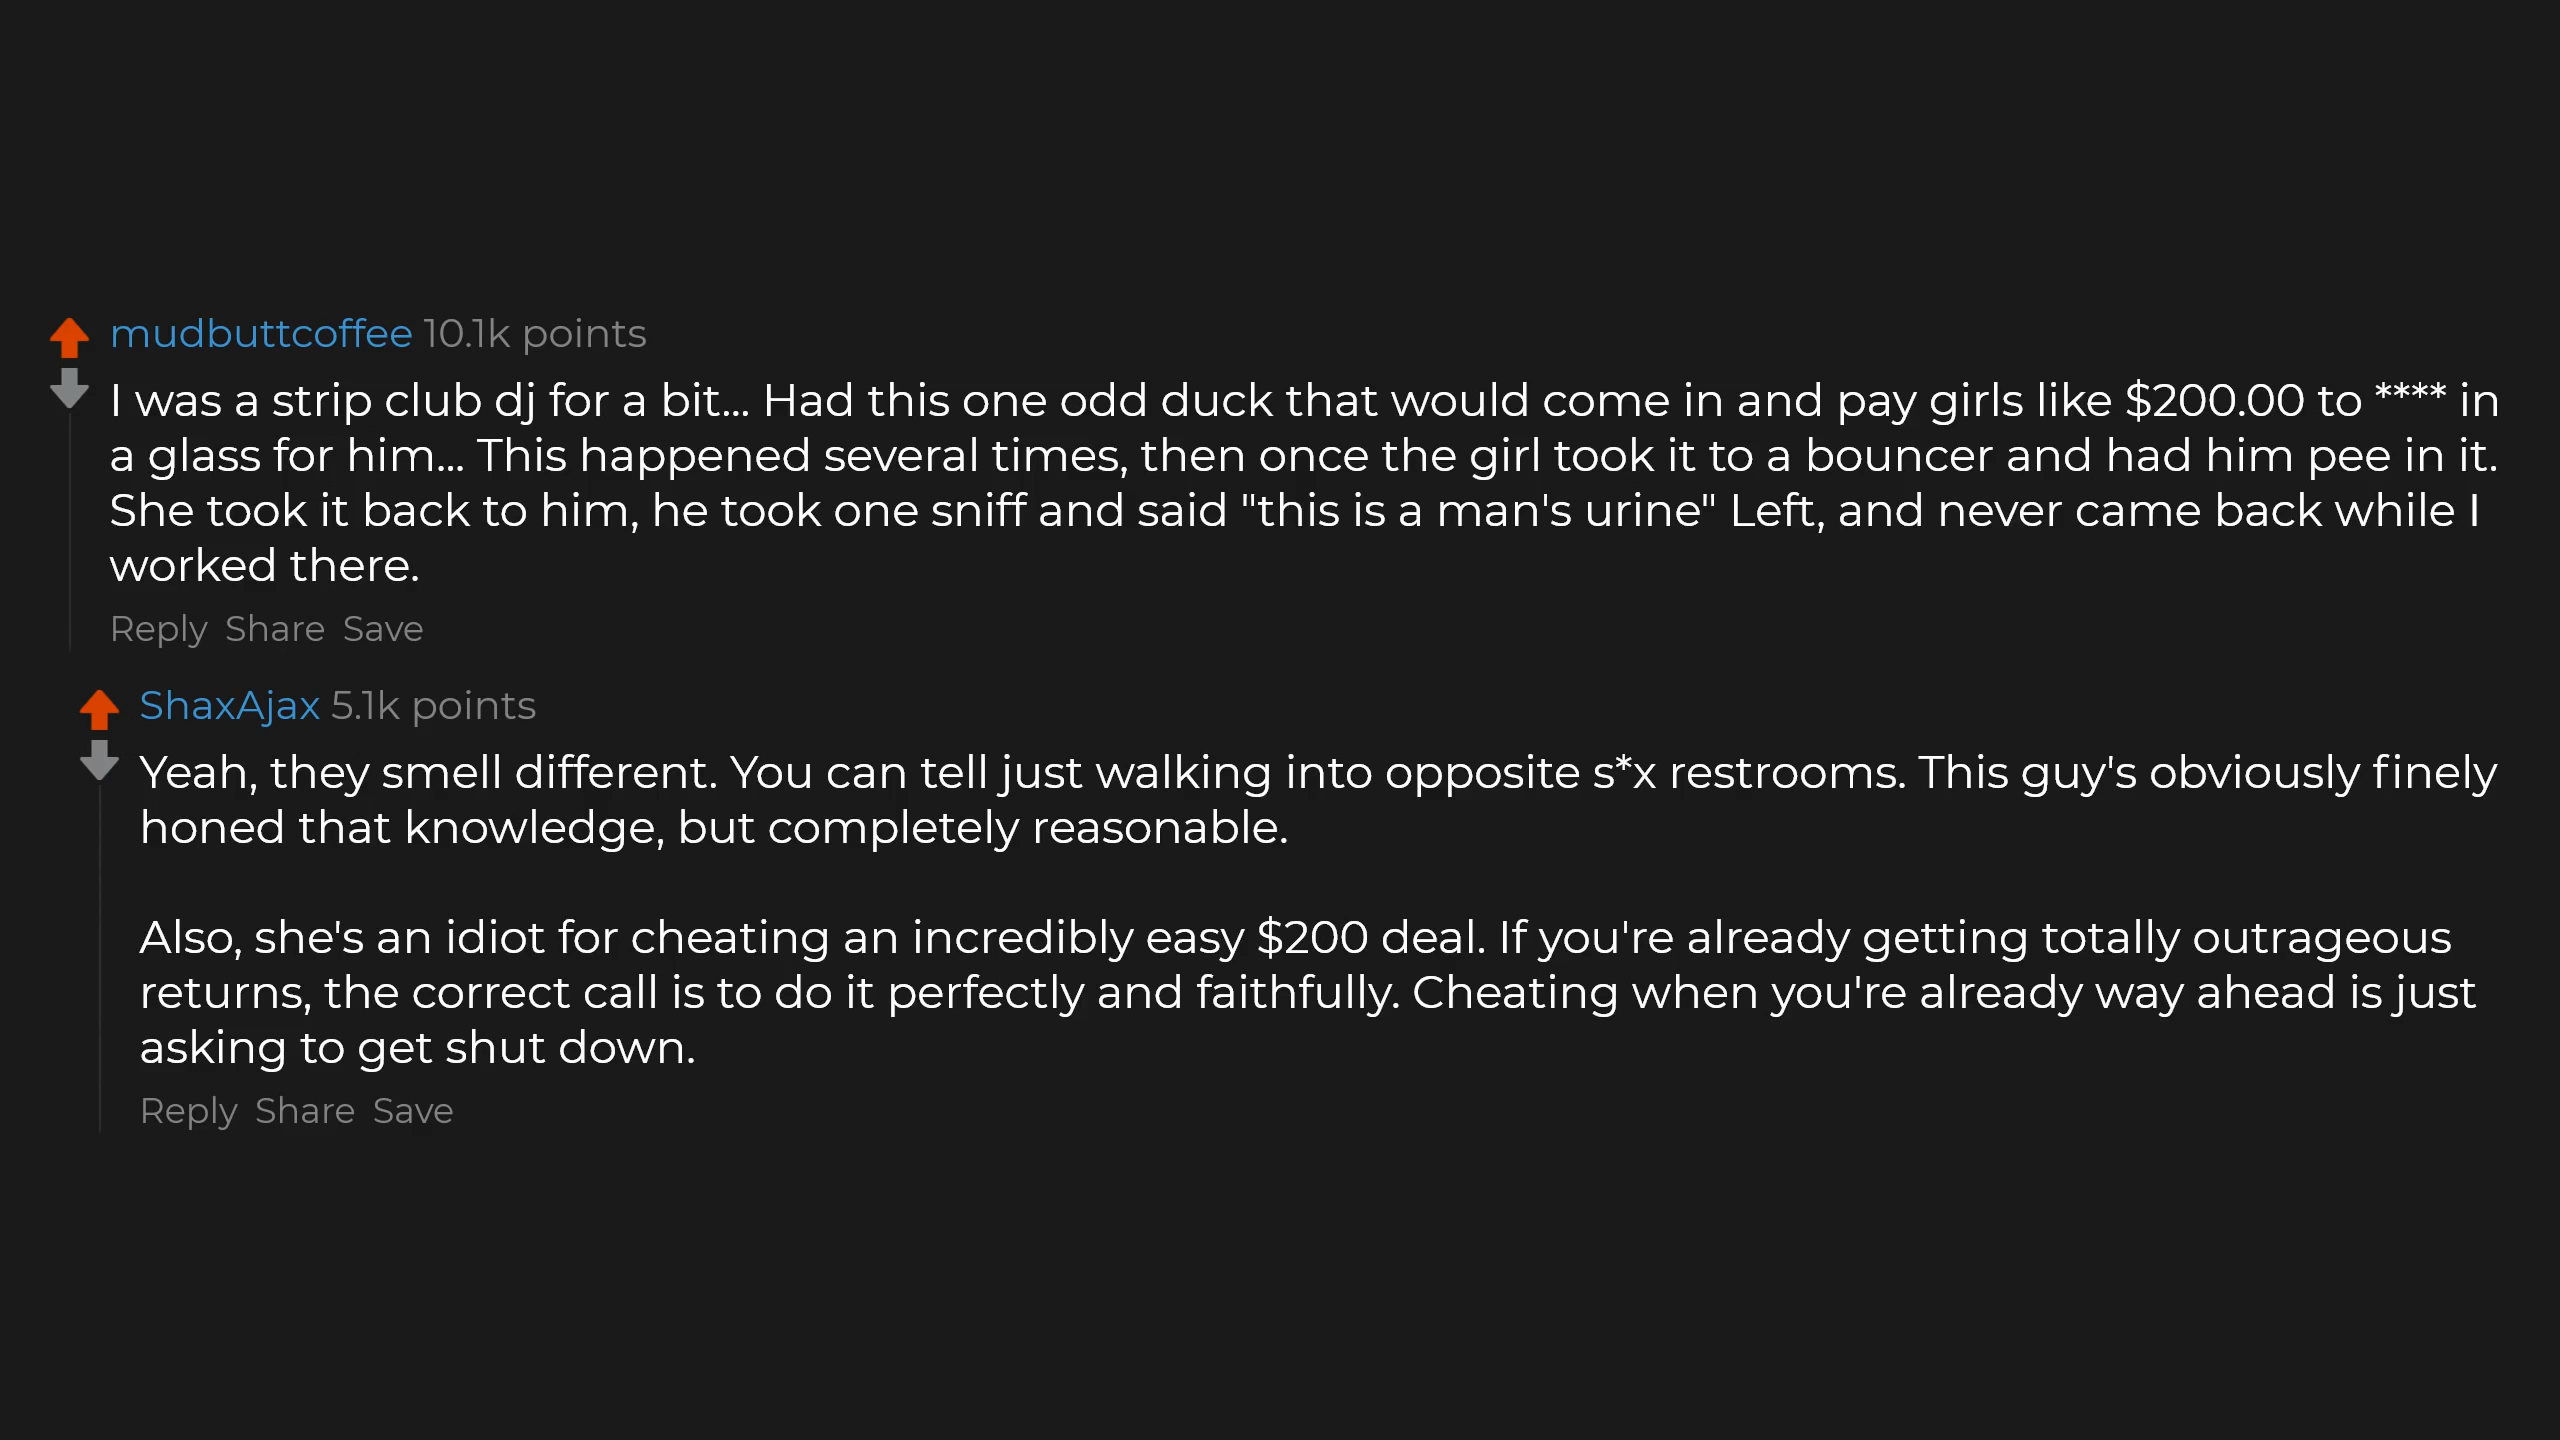 mudbuttcoffee 10.1k points
I was a strip club dj for a bit... Had this one odd duck that would come in and pay girls like $200.00 to **** in
a glass for him... This happened several times, then once the girl took it to a bouncer and had him pee in it.
She took it back to him, he took one sniff and said "this is a man's urine" Left, and never came back while I
worked there.
Reply Share Save
ShaxAjax 5.1k points
Yeah, they smell different. You can tell just walking into opposite s*x restrooms. This guy's obviously finely
honed that knowledge, but completely reasonable.
Also, she's an idiot for cheating an incredibly easy $200 deal. If you're already getting totally outrageous
returns, the correct call is to do it perfectly and faithfully. Cheating when you're already way ahead is just
asking to get shut down.
Reply Share Save